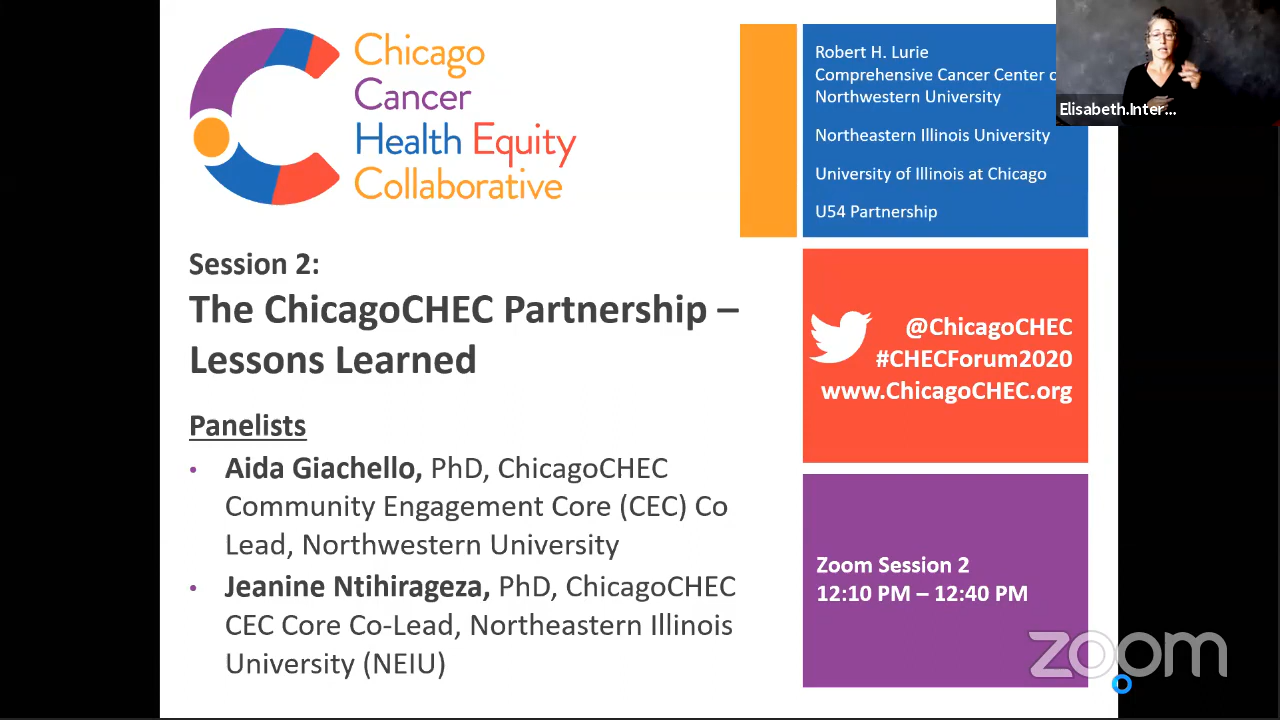 Chicago
Cancer
Health Equity
Collaborative
Robert H. Lurie
Comprehensive Cancer Center
Northwestern University
Northeastern Illinois University
University of Illinois at Chicago
U54 Partnership
Elisabeth.Inter...
Session 2:
The ChicagoCHEC Partnership –
Lessons Learned
@ChicagoCHEC
#CHECForum2020
www.ChicagoCHEC.org
Panelists
• Aida Giachello, PhD, ChicagoCHEC
Community Engagement Core (CEC) Co
Lead, Northwestern University
• Jeanine Ntihirageza, PhD, ChicagoCHEC
CEC Core Co-Lead, Northeastern Illinois
University (NEIU)
Zoom Session 2
12:10 PM – 12:40 PM
zoom